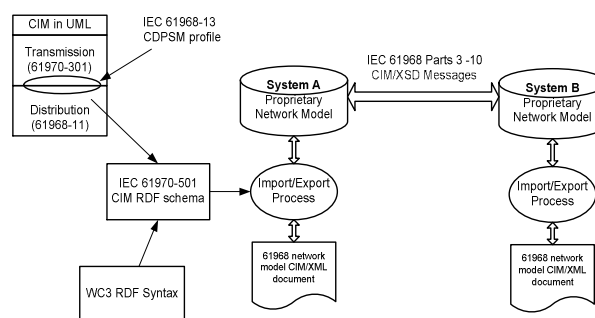 CIM in UML
Transmission
(61970-301)
Distribution
(61968-11)
IEC 61968-13
CDPSM profile
IEC 61970-501
CIM RDF schema
WC3 RDF Syntax
System A
Proprietary
Network Model
Import/Export
Process
61968 network
model CIM/XML
document
IEC 61968 Parts 3 -10
CIM/XSD Messages
System B
Proprietary
Network Model
Import/Export
Process
61968 network
model CIM/XML
document